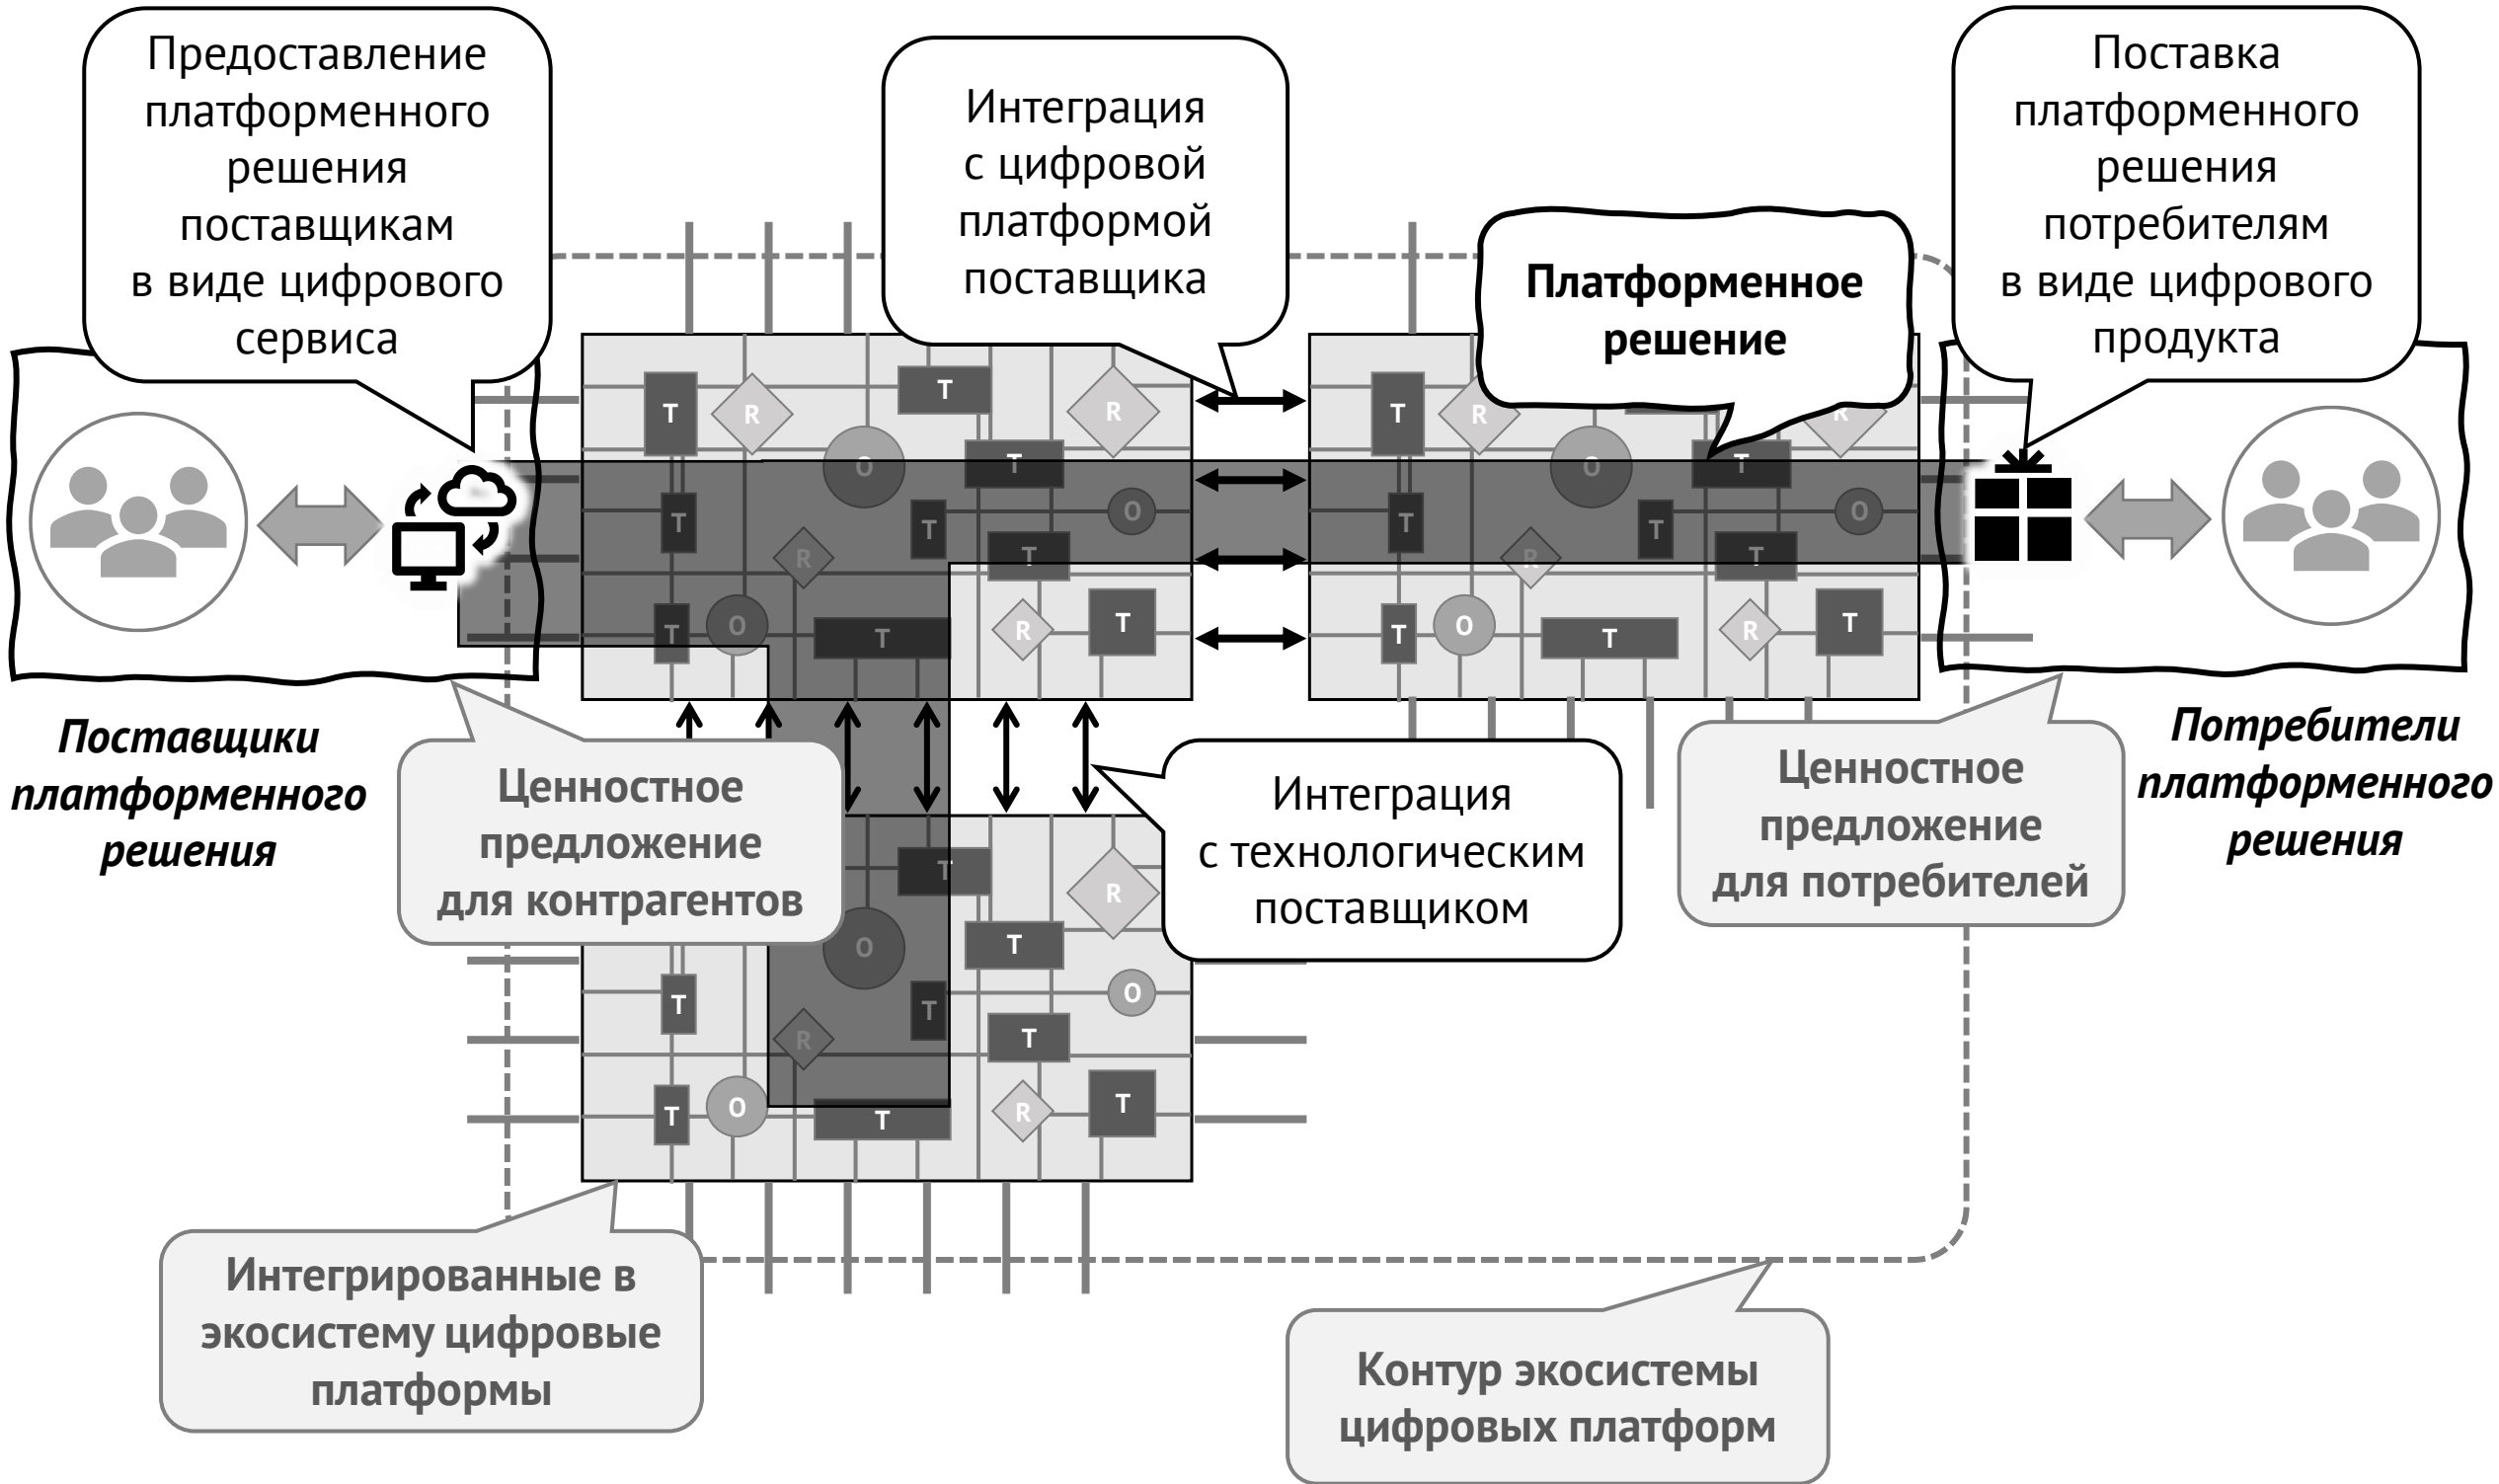 Предоставление
платформенного
решения
поставщикам
в виде цифрового
сервиса
Интеграция
с цифровой
платформой
поставщика
Платформенное
решение
Поставка
платформенного
решения
потребителям
в виде цифрового
продукта
T
R
T
R
O
T
T
T
O
R
T
T
O
T
R
T
T
R
R
O
T
T
T
O
R
T
T
O
T
R
T
Поставщики
платформенного
решения
Ценностное
предложение
для контрагентов
Интеграция
с технологическим
поставщиком
Ценностное
предложение
для потребителей
Потребители
платформенного
решения
T
R
O
T
T
T
O
R
T
T
O
T
R
T
Интегрированные в
экосистему цифровые
платформы
Контур экосистемы
цифровых платформ